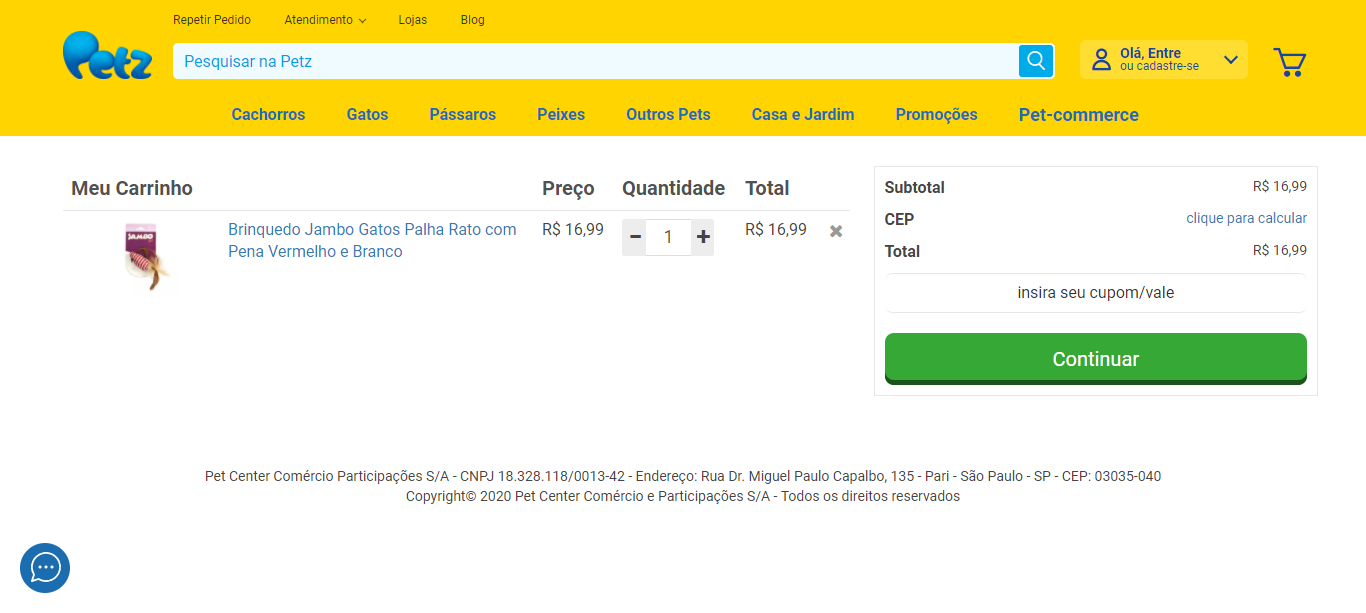 Repetir Pedido Atendimento Lojas Blog
Petz
Pesquisar na Petz
Olá, Entre
ou cadastre-se
Cachorros Gatos Pássaros Peixes Outros Pets Casa e Jardim Promoções Pet-commerce
Meu Carrinho Preço Quantidade Total
JAMBO
Brinquedo Jambo Gatos Palha Rato com R$ 16,99 − 1 + R$ 16,99 ✖
Pena Vermelho e Branco
Subtotal R$ 16,99
CEP clique para calcular
Total R$ 16,99
insira seu cupom/vale
Continuar
Pet Center Comércio Participações S/A - CNPJ 18.328.118/0013-42 - Endereço: Rua Dr. Miguel Paulo Capalbo, 135 - Pari - São Paulo - SP - CEP: 03035-040
Copyright© 2020 Pet Center Comércio e Participações S/A - Todos os direitos reservados